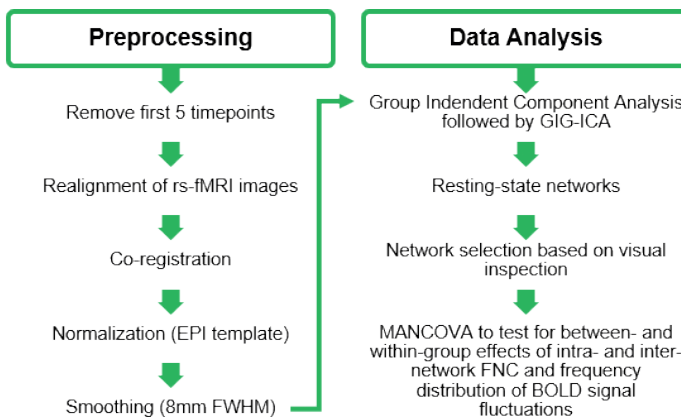 Preprocessing
Remove first 5 timepoints
Realignment of rs-fMRI images
Co-registration
Normalization (EPI template)
Smoothing (8mm FWHM)
Data Analysis
Group Indendent Component Analysis
followed by GIG-ICA
Resting-state networks
Network selection based on visual
inspection
MANCOVA to test for between- and
within-group effects of intra- and inter-
network FNC and frequency
distribution of BOLD signal
fluctuations